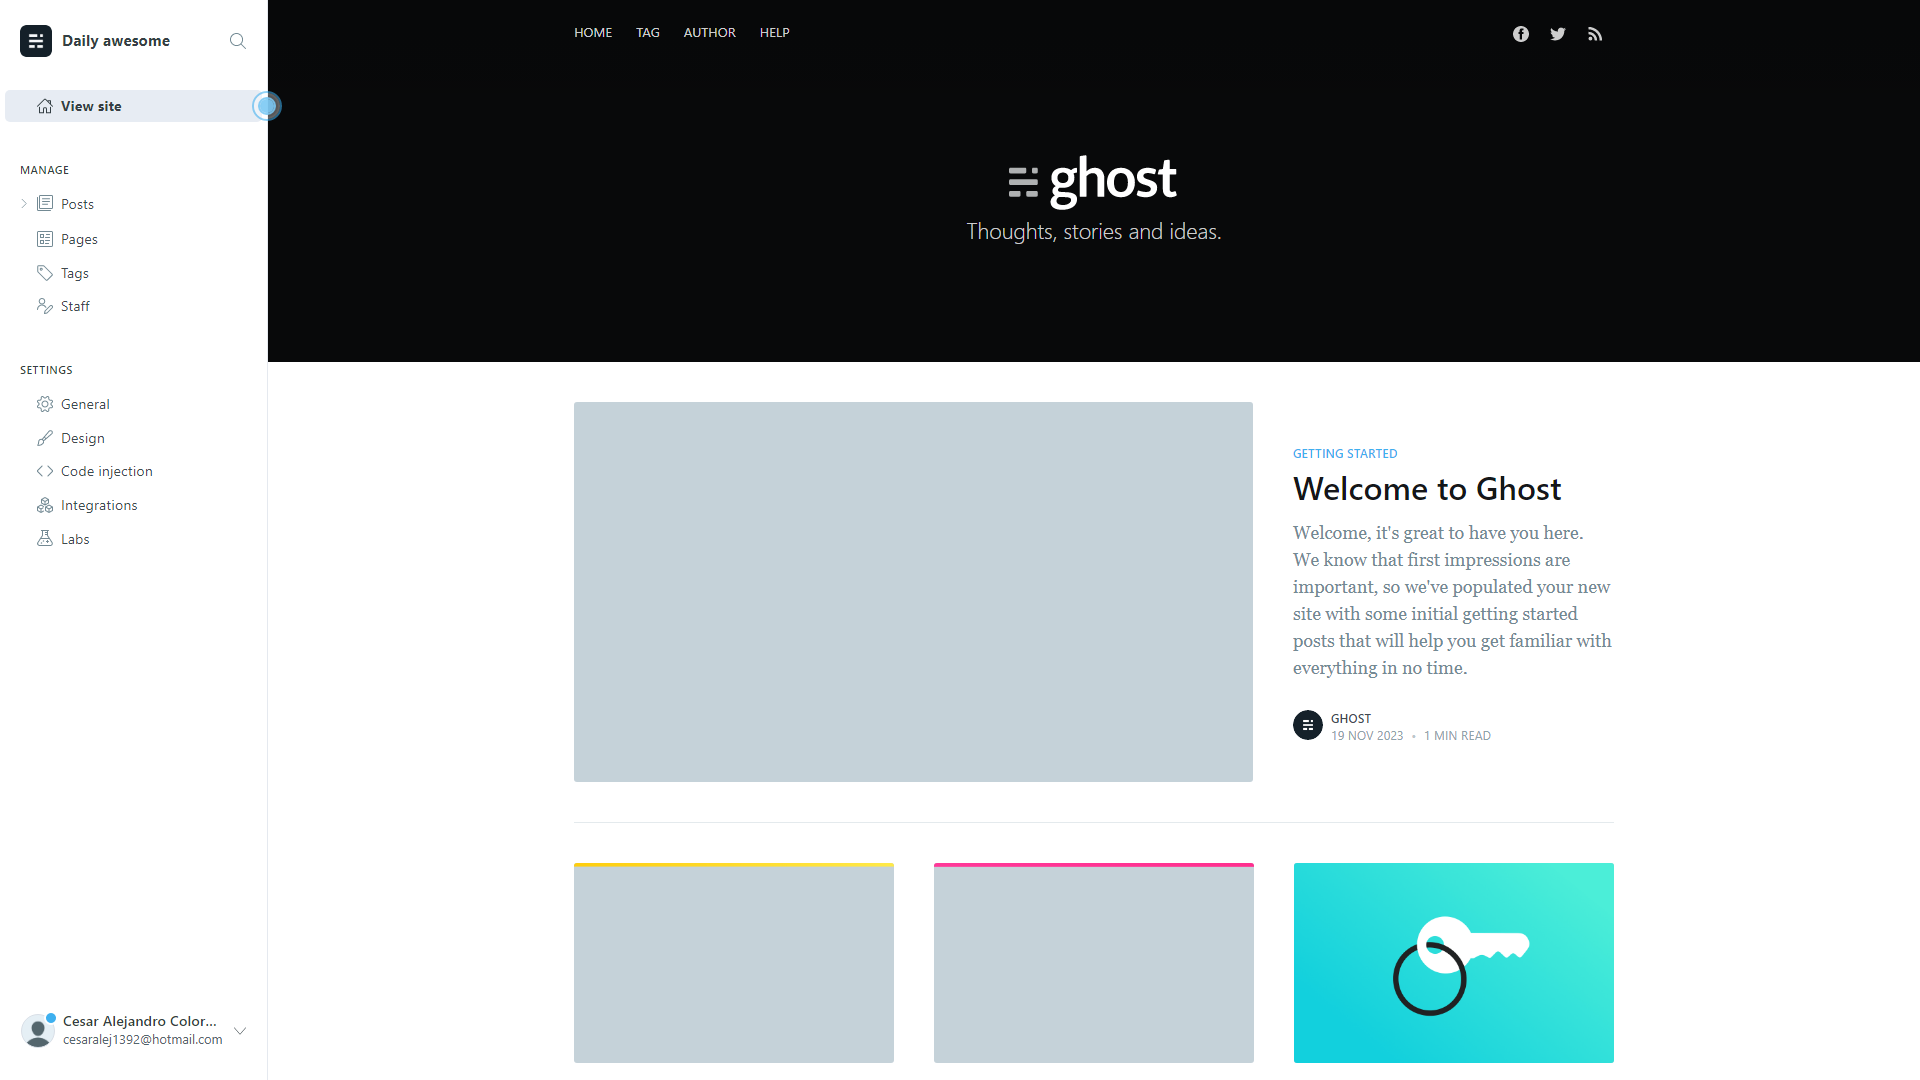 Daily awesome
View site
MANAGE
Posts
Pages
Tags
Staff
SETTINGS
General
Design
Code injection
Integrations
Labs
Cesar Alejandro Color...
cesaralej1392@hotmail.com
HOME TAG AUTHOR HELP
ghost
Thoughts, stories and ideas.
GETTING STARTED
Welcome to Ghost
Welcome, it's great to have you here.
We know that first impressions are
important, so we've populated your new
site with some initial getting started
posts that will help you get familiar with
everything in no time.
GHOST
19 NOV 2023 • 1 MIN READ